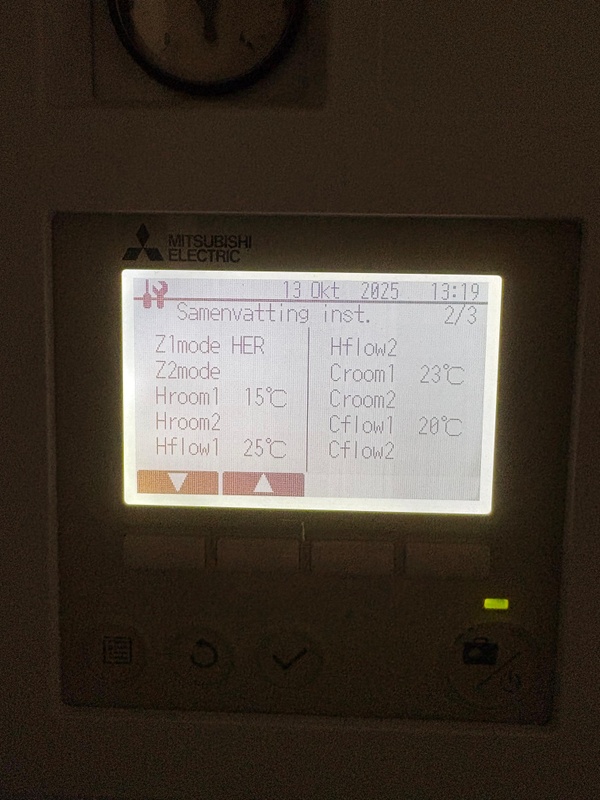 MITSUBISHI
ELECTRIC
13 Okt 2025 13:19
Samenvatting inst. 2/3
Z1mode HER
Z2mode
Hroom1 15℃
Hroom2
Hflow1 25℃
Hflow2
Croom1 23℃
Croom2
Cflow1 20℃
Cflow2